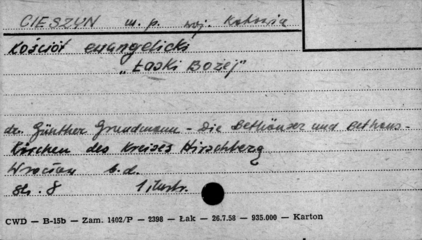 CIESZYN m.p. woj. Katowice
Kościół ewangelicki
„Łaski Bożej"
dr. Günther Grundmann - Die Bethäuser und Bethaus-
Kirchen des Kreises Hirschberg
Wrocław b.d.
str. 8 1 ilustr.
CWD — B-15b — Zam. 1402/P — 2398 — Łak — 26.7.58 — 935.000 — Karton